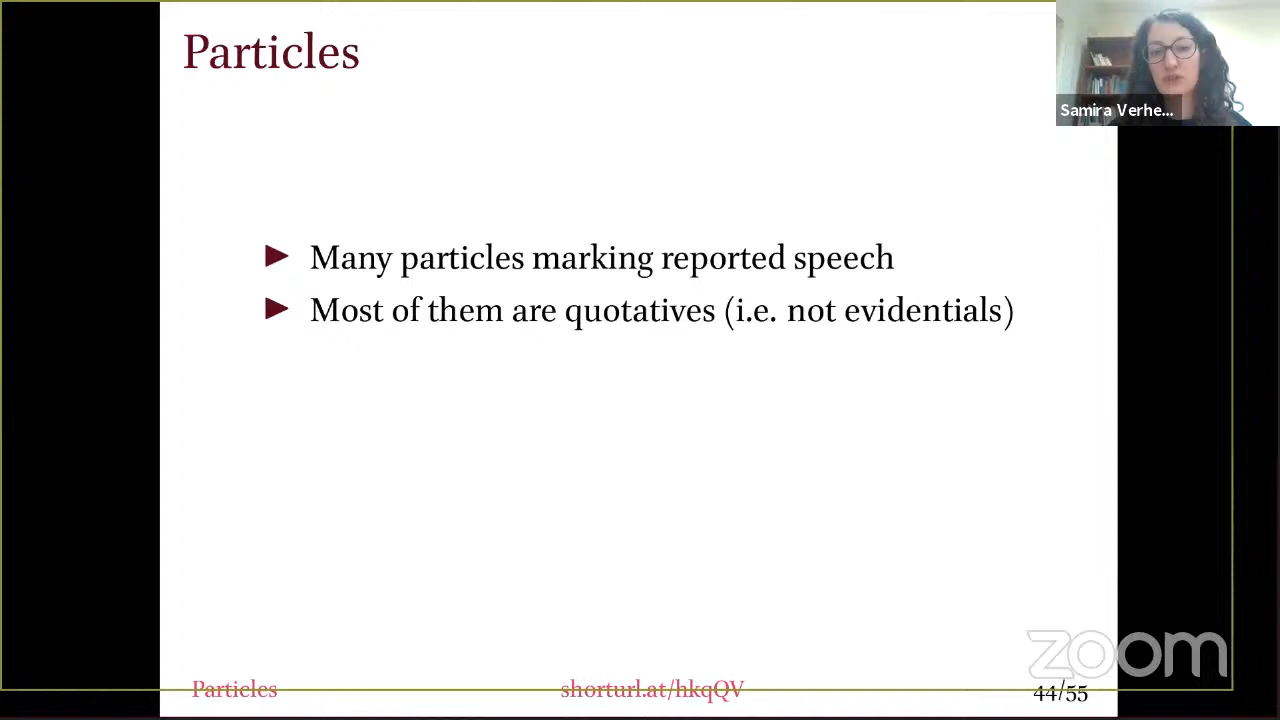 Particles
Samira Verhe...
Many particles marking reported speech
Most of them are quotatives (i.e. not evidentials)
zoom
Particles
shorturl.at/hkqQV
44/55